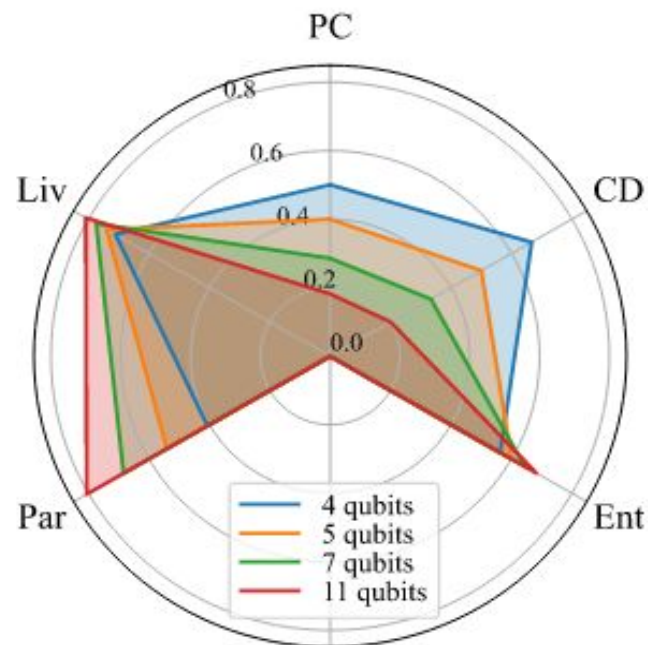 PC
0.8
0.6
Liv
CD
0.4
0.2
0.0
Par
Ent
4 qubits
5 qubits
7 qubits
11 qubits